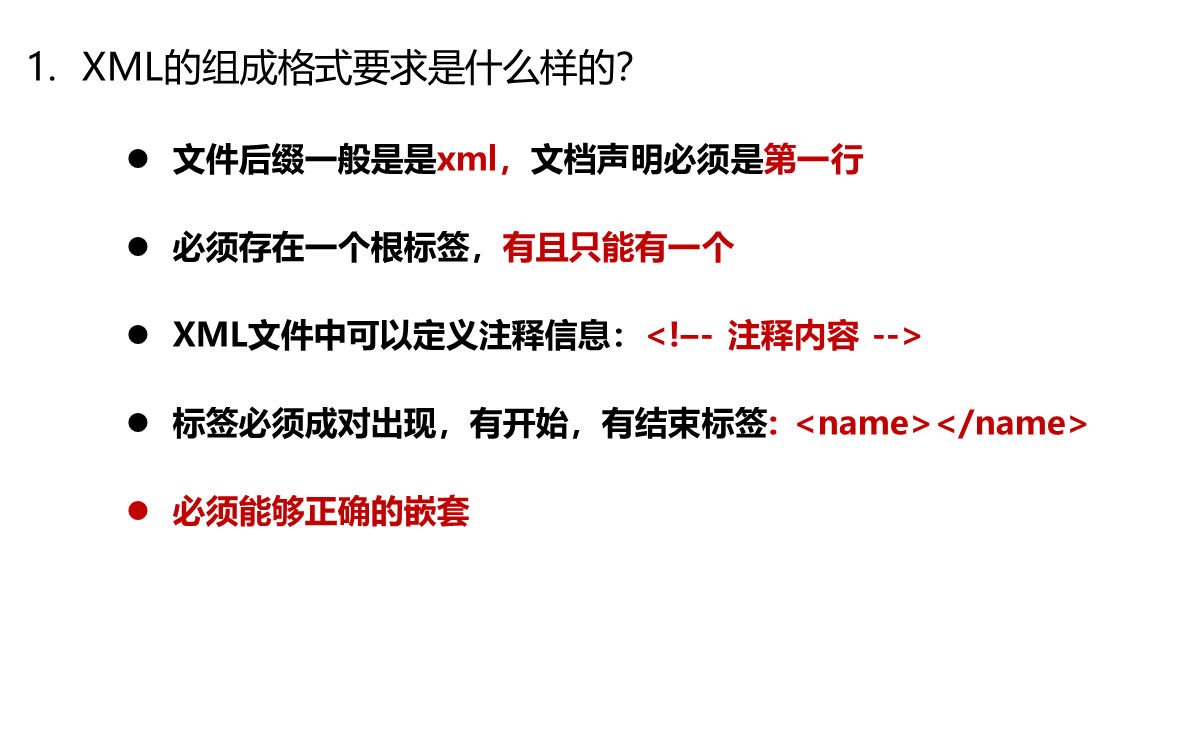 1. XML的组成格式要求是什么样的？
● 文件后缀一般是是xml，文档声明必须是第一行
● 必须存在一个根标签，有且只能有一个
● XML文件中可以定义注释信息：<!–- 注释内容 -->
● 标签必须成对出现，有开始，有结束标签: <name></name>
● 必须能够正确的嵌套